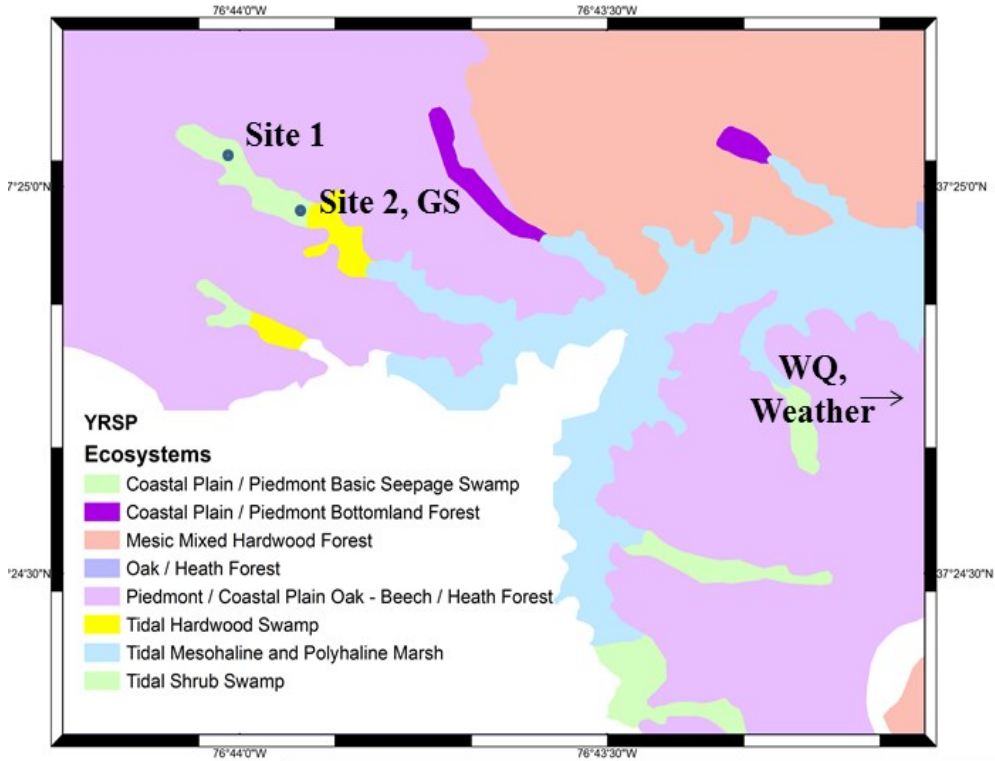 76°44'0"W 76°43'30"W
Site 1
7°25'0"N 37°25'0"N
Site 2, GS
WQ,
Weather
YRSP
Ecosystems
Coastal Plain / Piedmont Basic Seepage Swamp
Coastal Plain / Piedmont Bottomland Forest
Mesic Mixed Hardwood Forest
Oak / Heath Forest
°24'30"N 37°24'30"N
Piedmont / Coastal Plain Oak - Beech / Heath Forest
Tidal Hardwood Swamp
Tidal Mesohaline and Polyhaline Marsh
Tidal Shrub Swamp
76°44'0"W 76°43'30"W